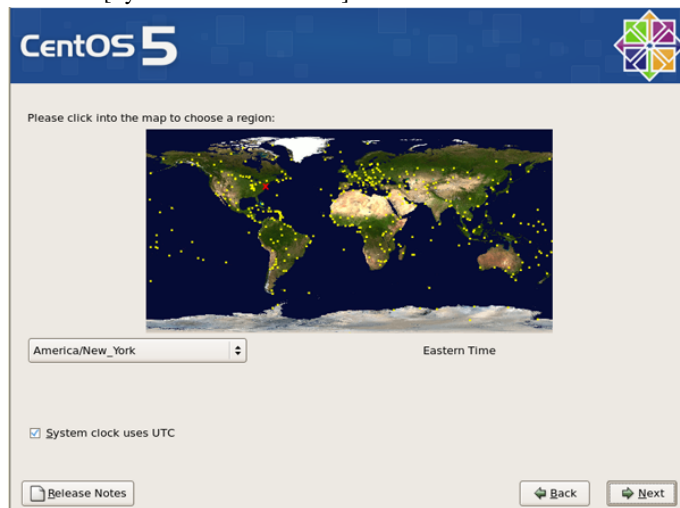 CentOS 5
Please click into the map to choose a region:
America/New_York
Eastern Time
System clock uses UTC
Release Notes
Back
Next